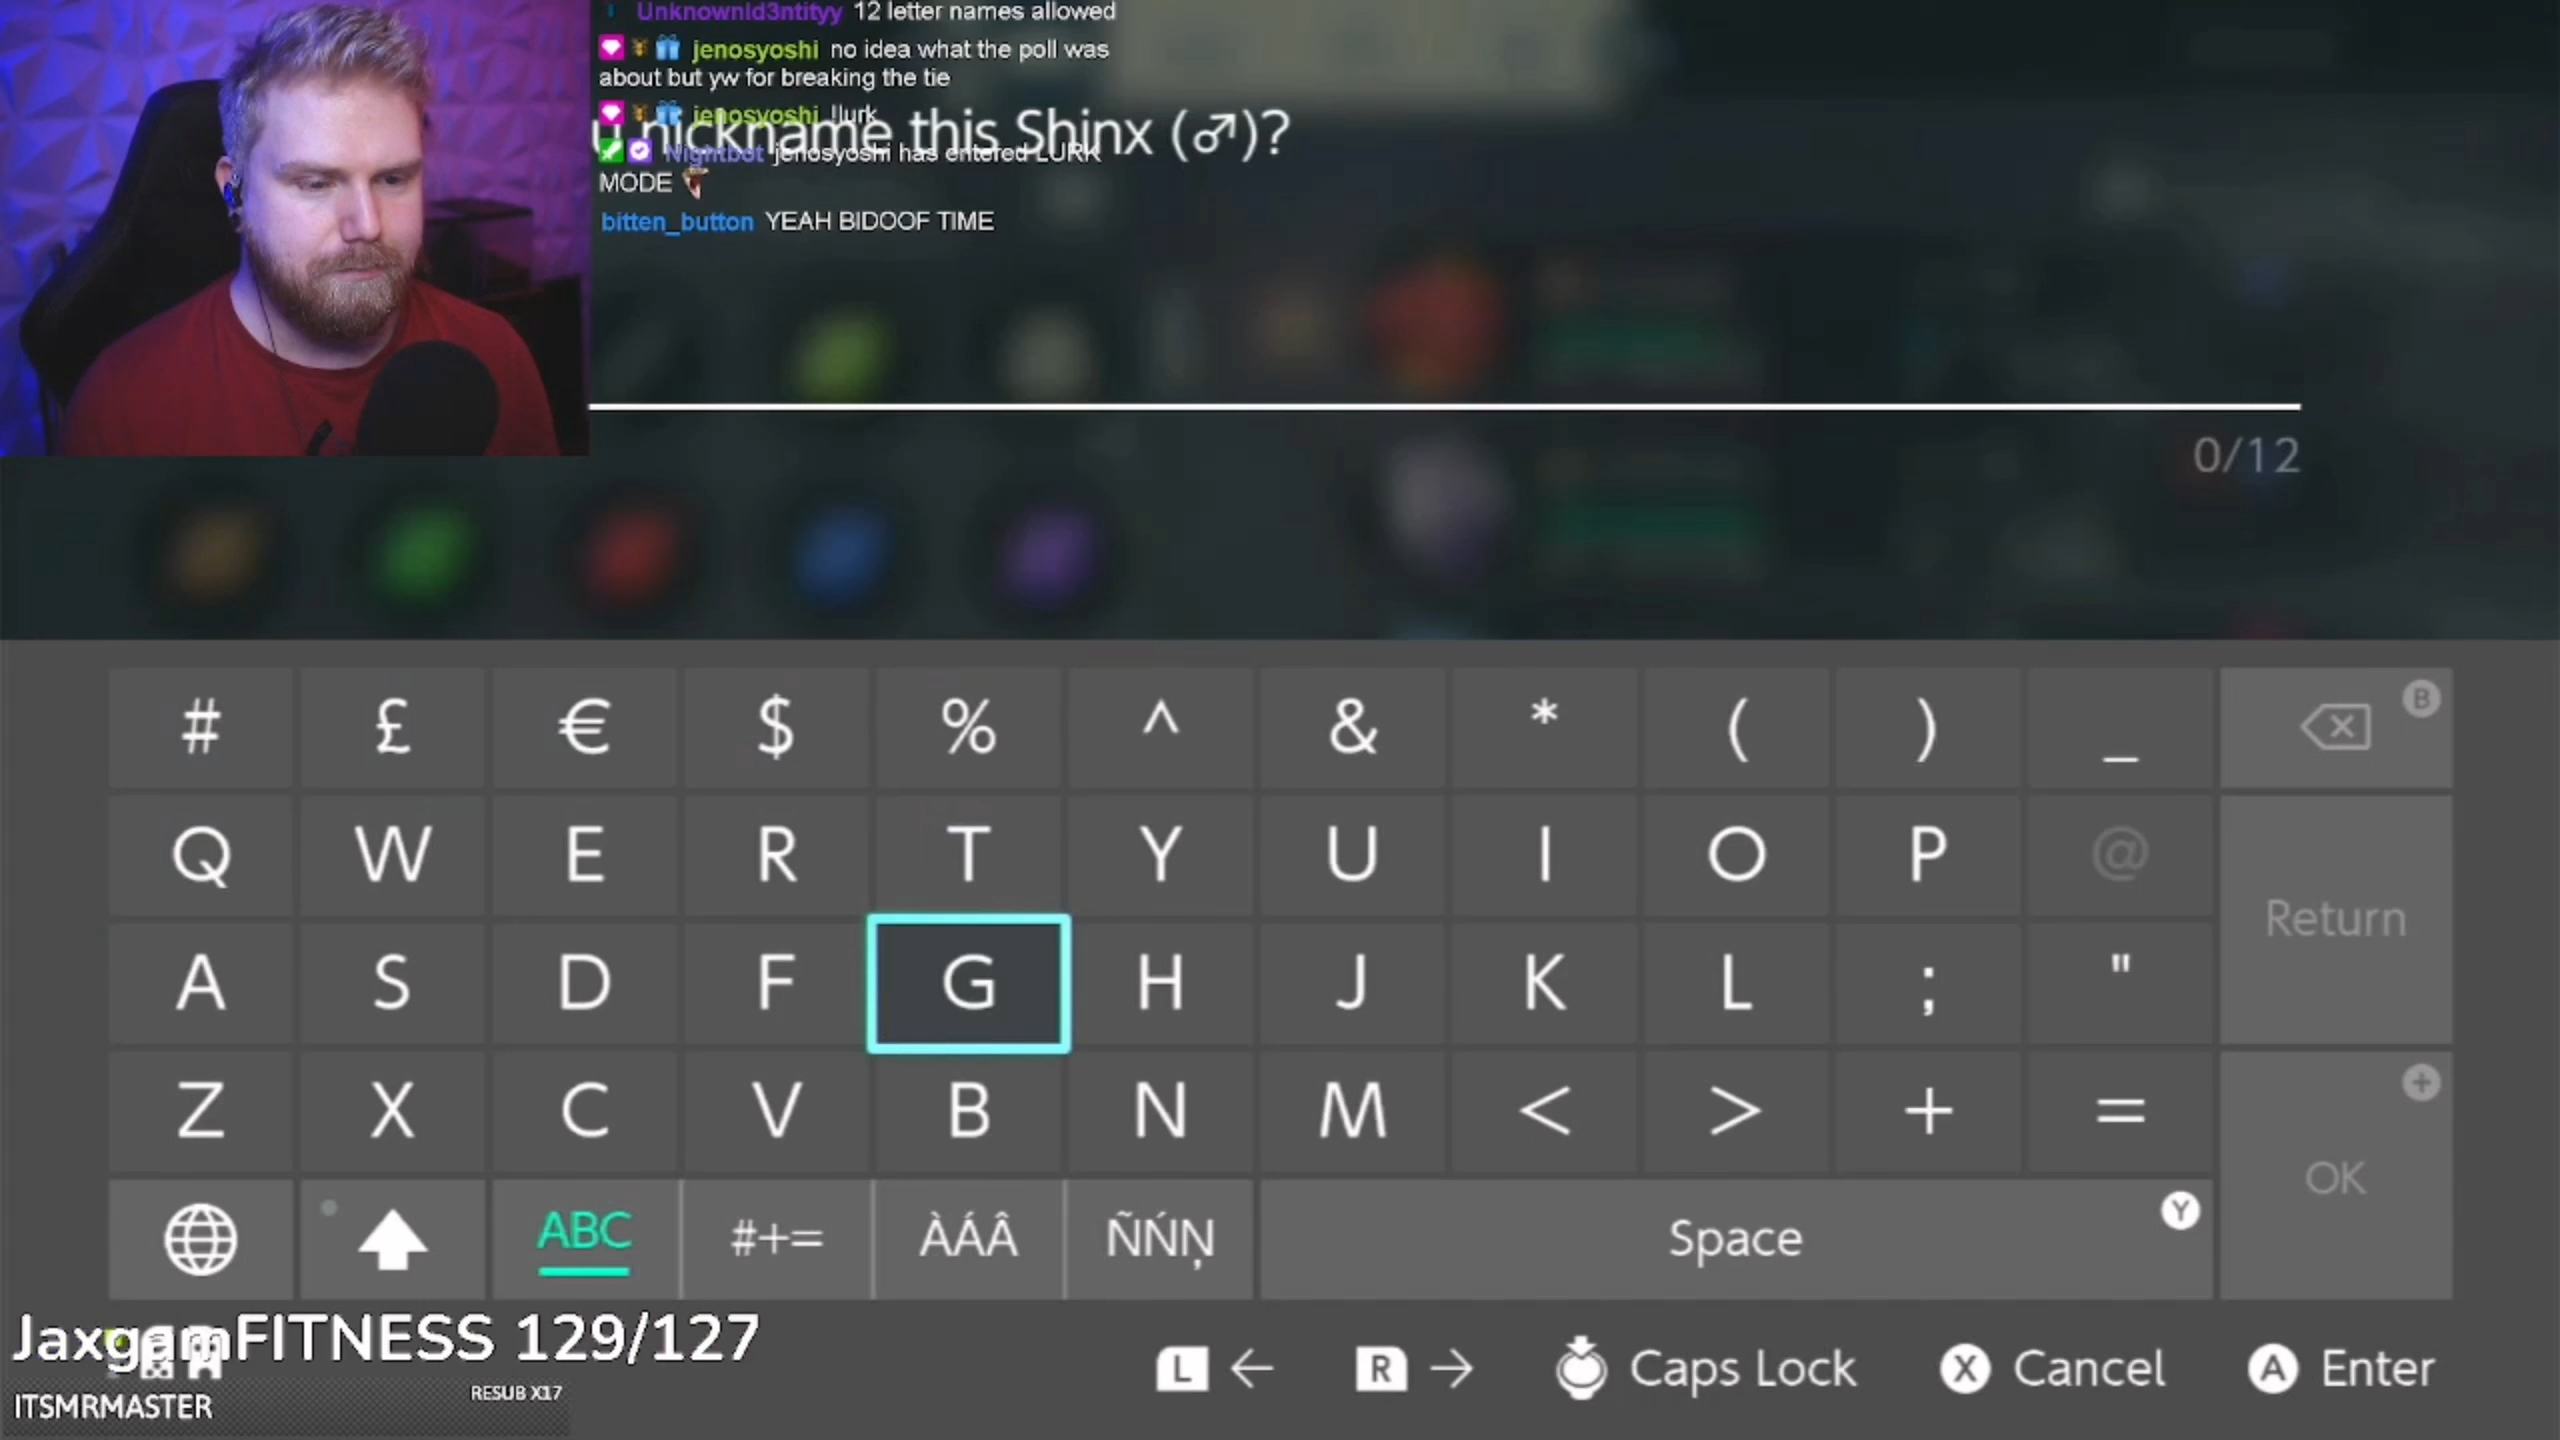 UnknownId3ntityy 12 letter names allowed
jenosyoshi no idea what the poll was
about but yw for breaking the tie
jenosyoshi !lurk
u nickname this Shinx (♂)?
Nightbot jenosyoshi has entered LURK
MODE
bitten_button YEAH BIDOOF TIME
0/12
# £ € $ % ^ & * ( ) _ B
Q W E R T Y U I O P @
Return
A S D F G H J K L ; "
Z X C V B N M < > + =
OK
ABC #+= ÀÁÂ ÑŃŅ Space Y
JaxgamFITNESS 129/127
L ← R → Caps Lock X Cancel A Enter
ITSMRMASTER RESUB X17